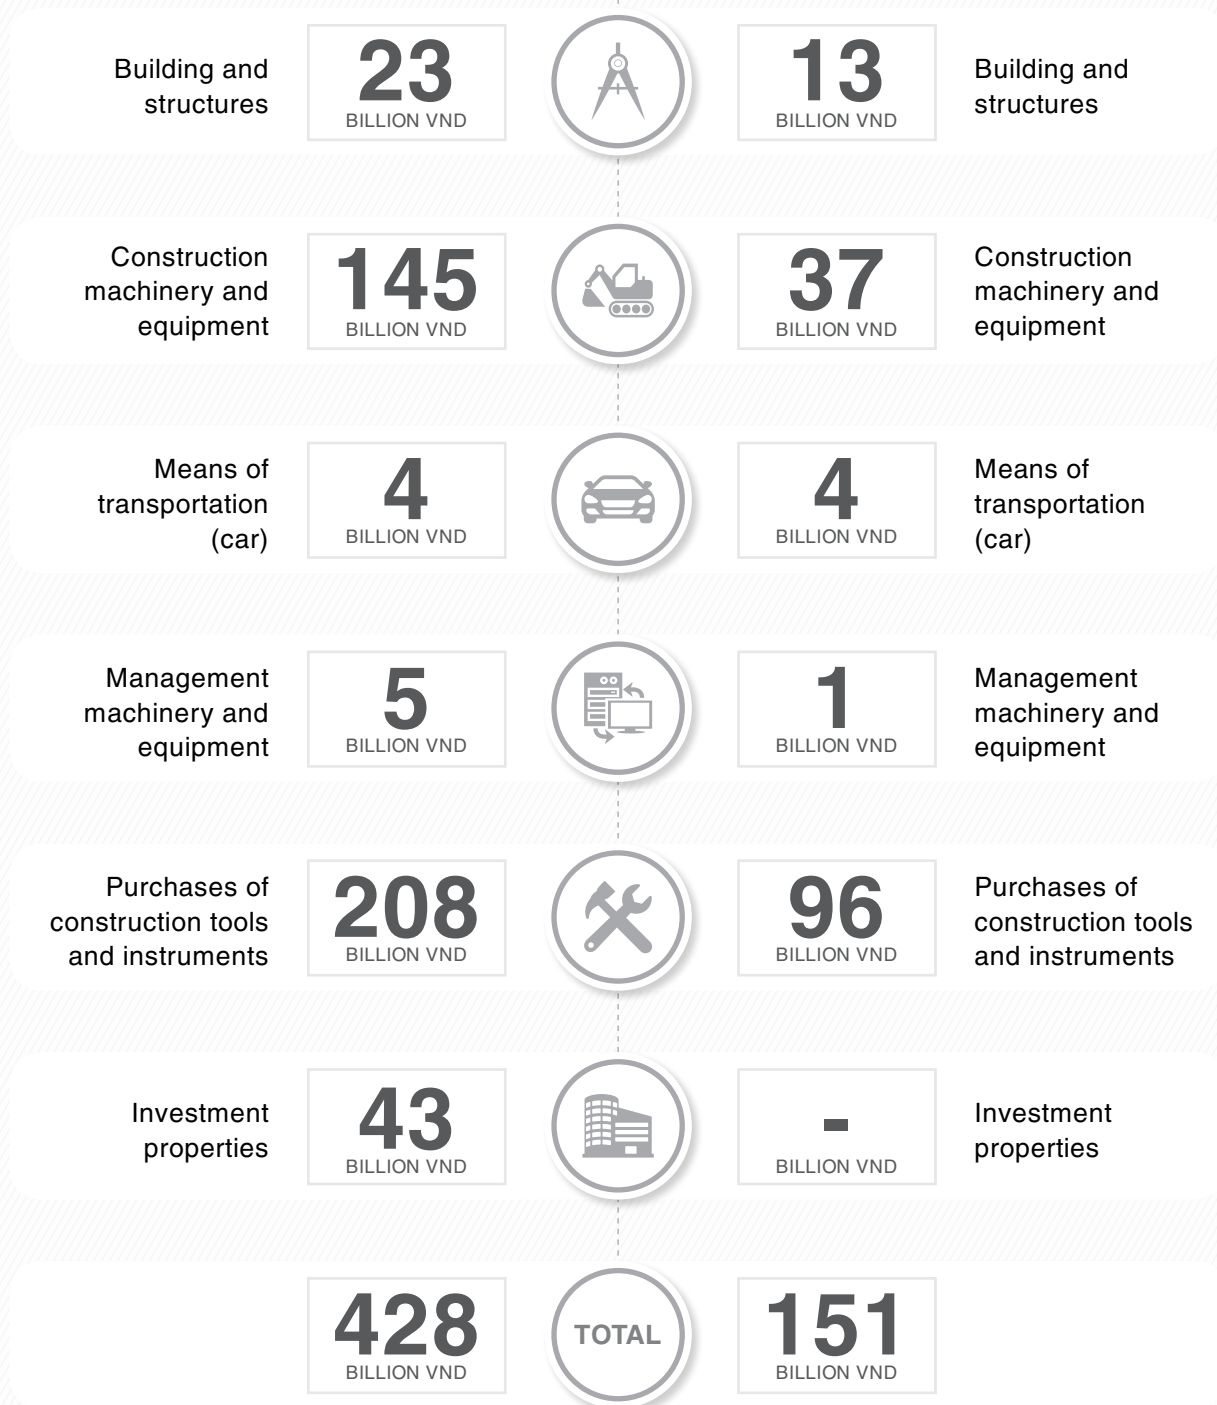 Building and
structures
23
BILLION VND
13
BILLION VND
Building and
structures
Construction
machinery and
equipment
145
BILLION VND
37
BILLION VND
Construction
machinery and
equipment
Means of
transportation
(car)
4
BILLION VND
4
BILLION VND
Means of
transportation
(car)
Management
machinery and
equipment
5
BILLION VND
1
BILLION VND
Management
machinery and
equipment
Purchases of
construction tools
and instruments
208
BILLION VND
96
BILLION VND
Purchases of
construction tools
and instruments
Investment
properties
43
BILLION VND
-
BILLION VND
Investment
properties
428
BILLION VND
TOTAL
151
BILLION VND